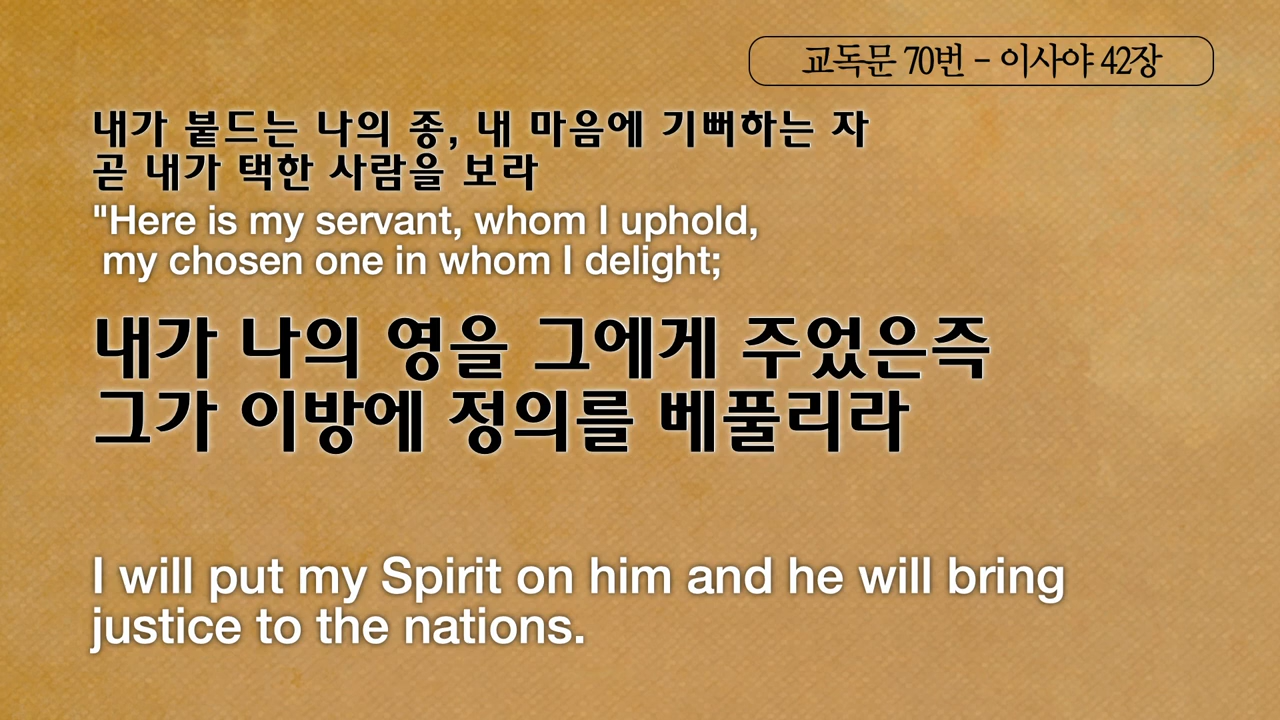 교독문 70번 - 이사야 42장
내가 붙드는 나의 종, 내 마음에 기뻐하는 자
곧 내가 택한 사람을 보라
"Here is my servant, whom I uphold,
my chosen one in whom I delight;
내가 나의 영을 그에게 주었은즉
그가 이방에 정의를 베풀리라
I will put my Spirit on him and he will bring
justice to the nations.